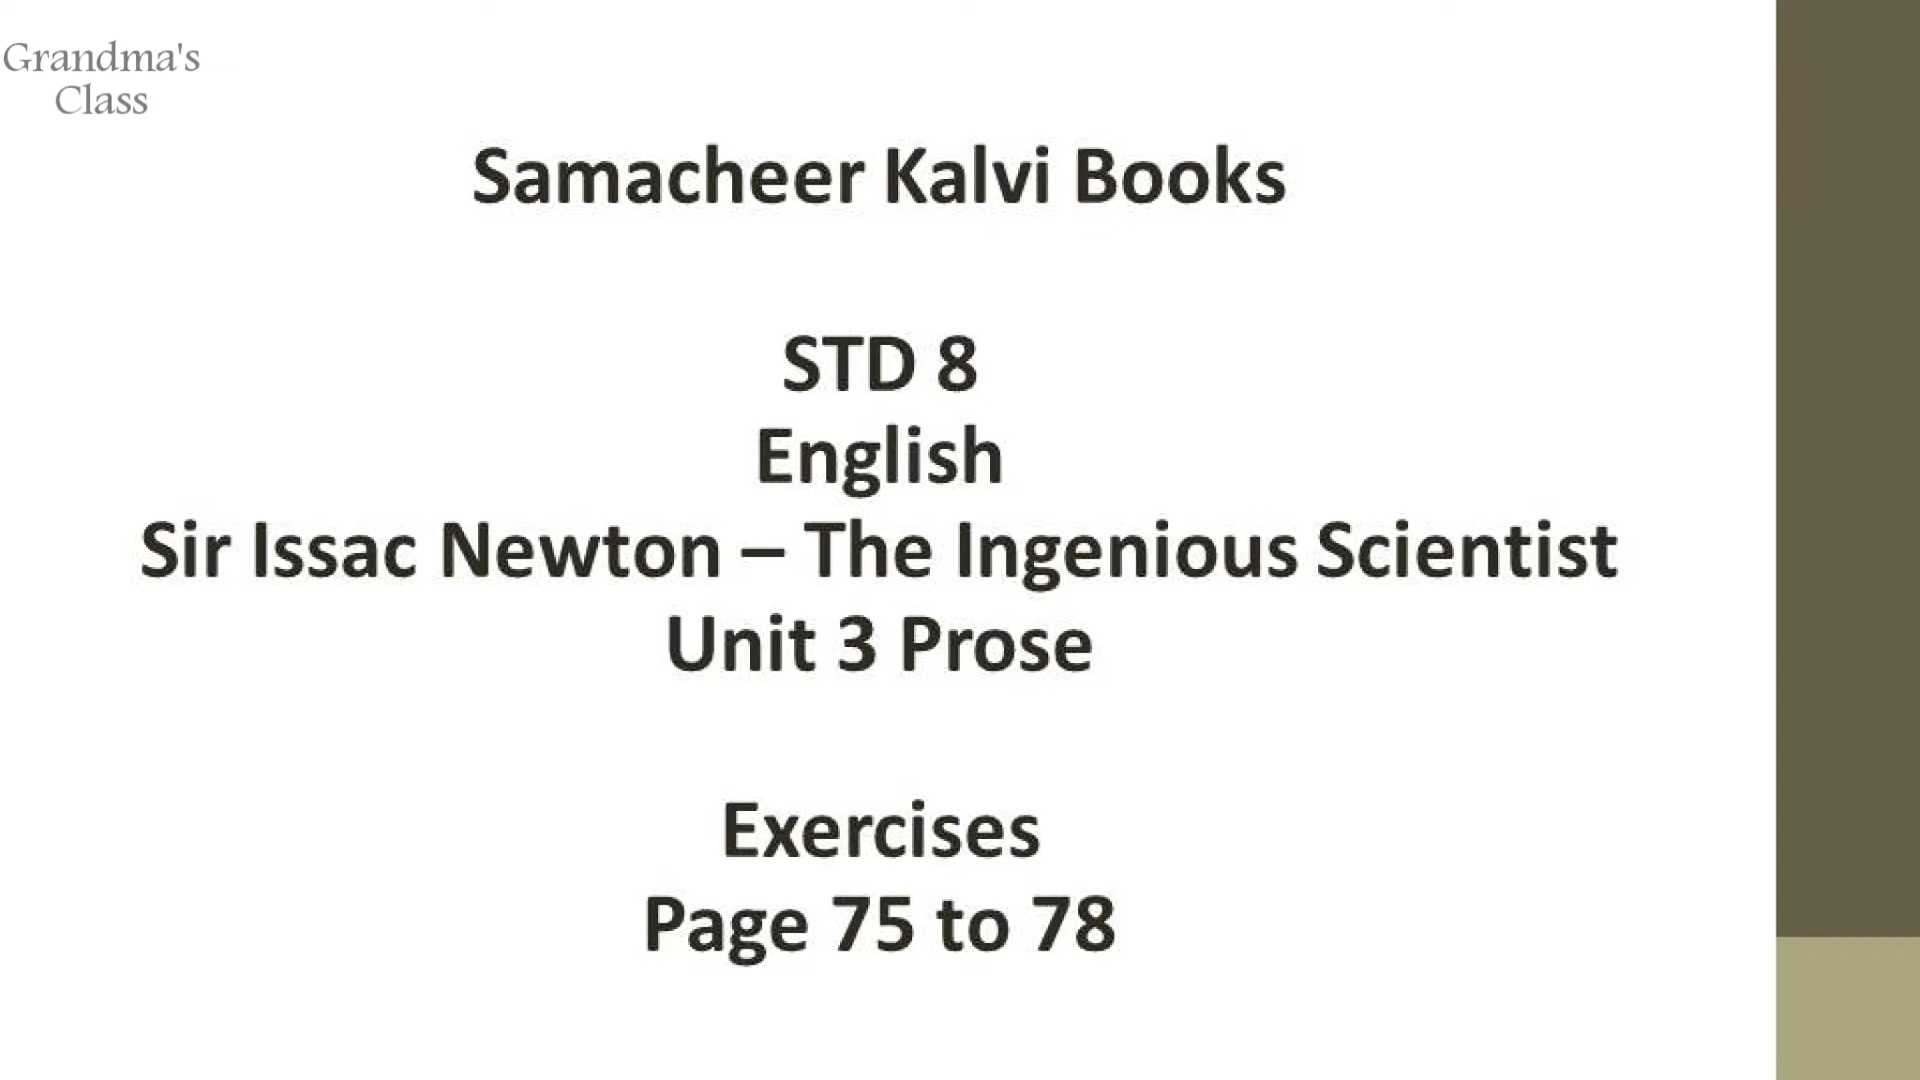 Grandma's
Class
Samacheer Kalvi Books
STD 8
English
Sir Issac Newton – The Ingenious Scientist
Unit 3 Prose
Exercises
Page 75 to 78